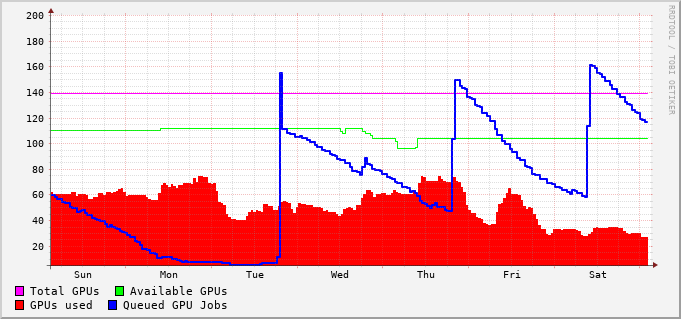 200
180
160
140
120
100
80
60
40
20
Sun Mon Tue Wed Thu Fri Sat
Total GPUs Available GPUs
GPUs used Queued GPU Jobs
RRDTOOL / TOBI OETIKER